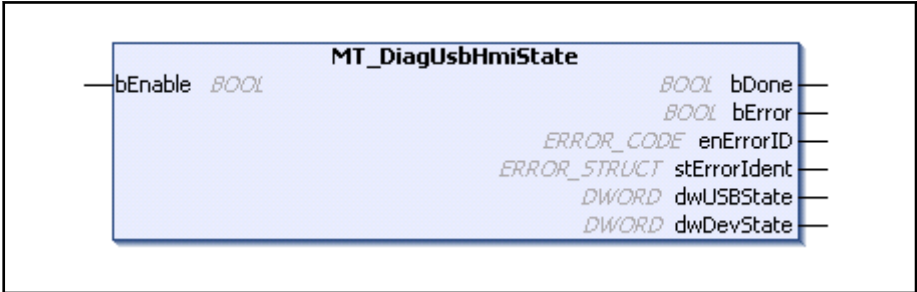 MT_DiagUsbHmiState
bEnable BOOL BOOL bDone
BOOL bError
ERROR_CODE enErrorID
ERROR_STRUCT stErrorIdent
DWORD dwUSBState
DWORD dwDevState